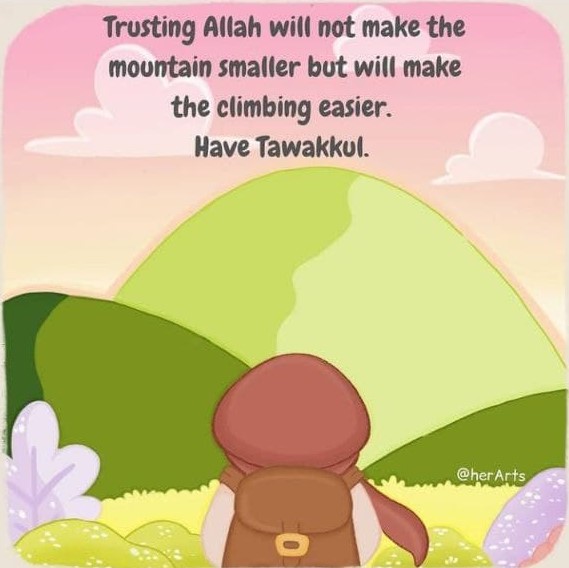 Trusting Allah will not make the
mountain smaller but will make
the climbing easier.
Have Tawakkul.
@herArts